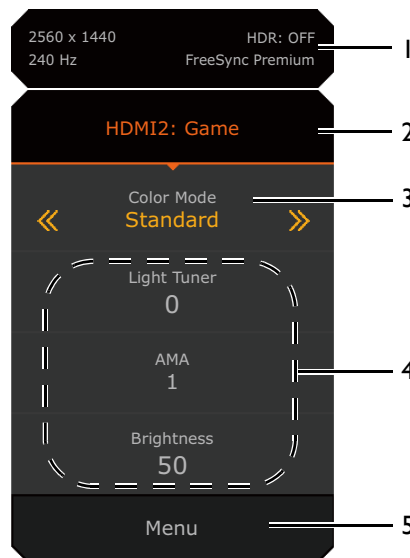 2560 x 1440 HDR: OFF
240 Hz FreeSync Premium
1
HDMI2: Game
2
Color Mode
3
Standard
Light Tuner
0
AMA
1
4
Brightness
50
Menu
5